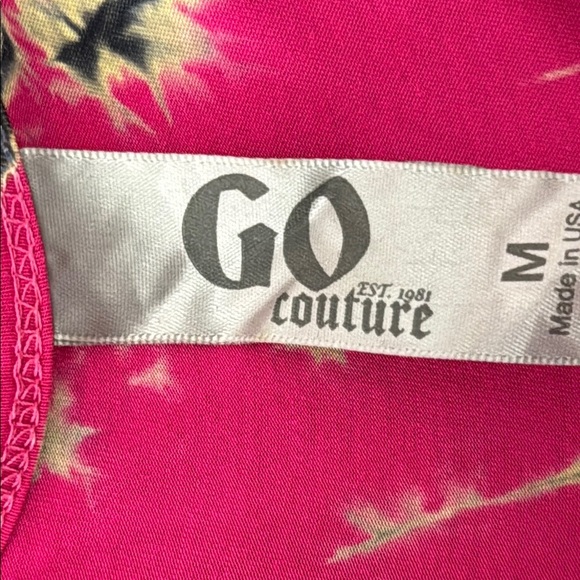 GO
EST. 1981
couture
M
Made in USA